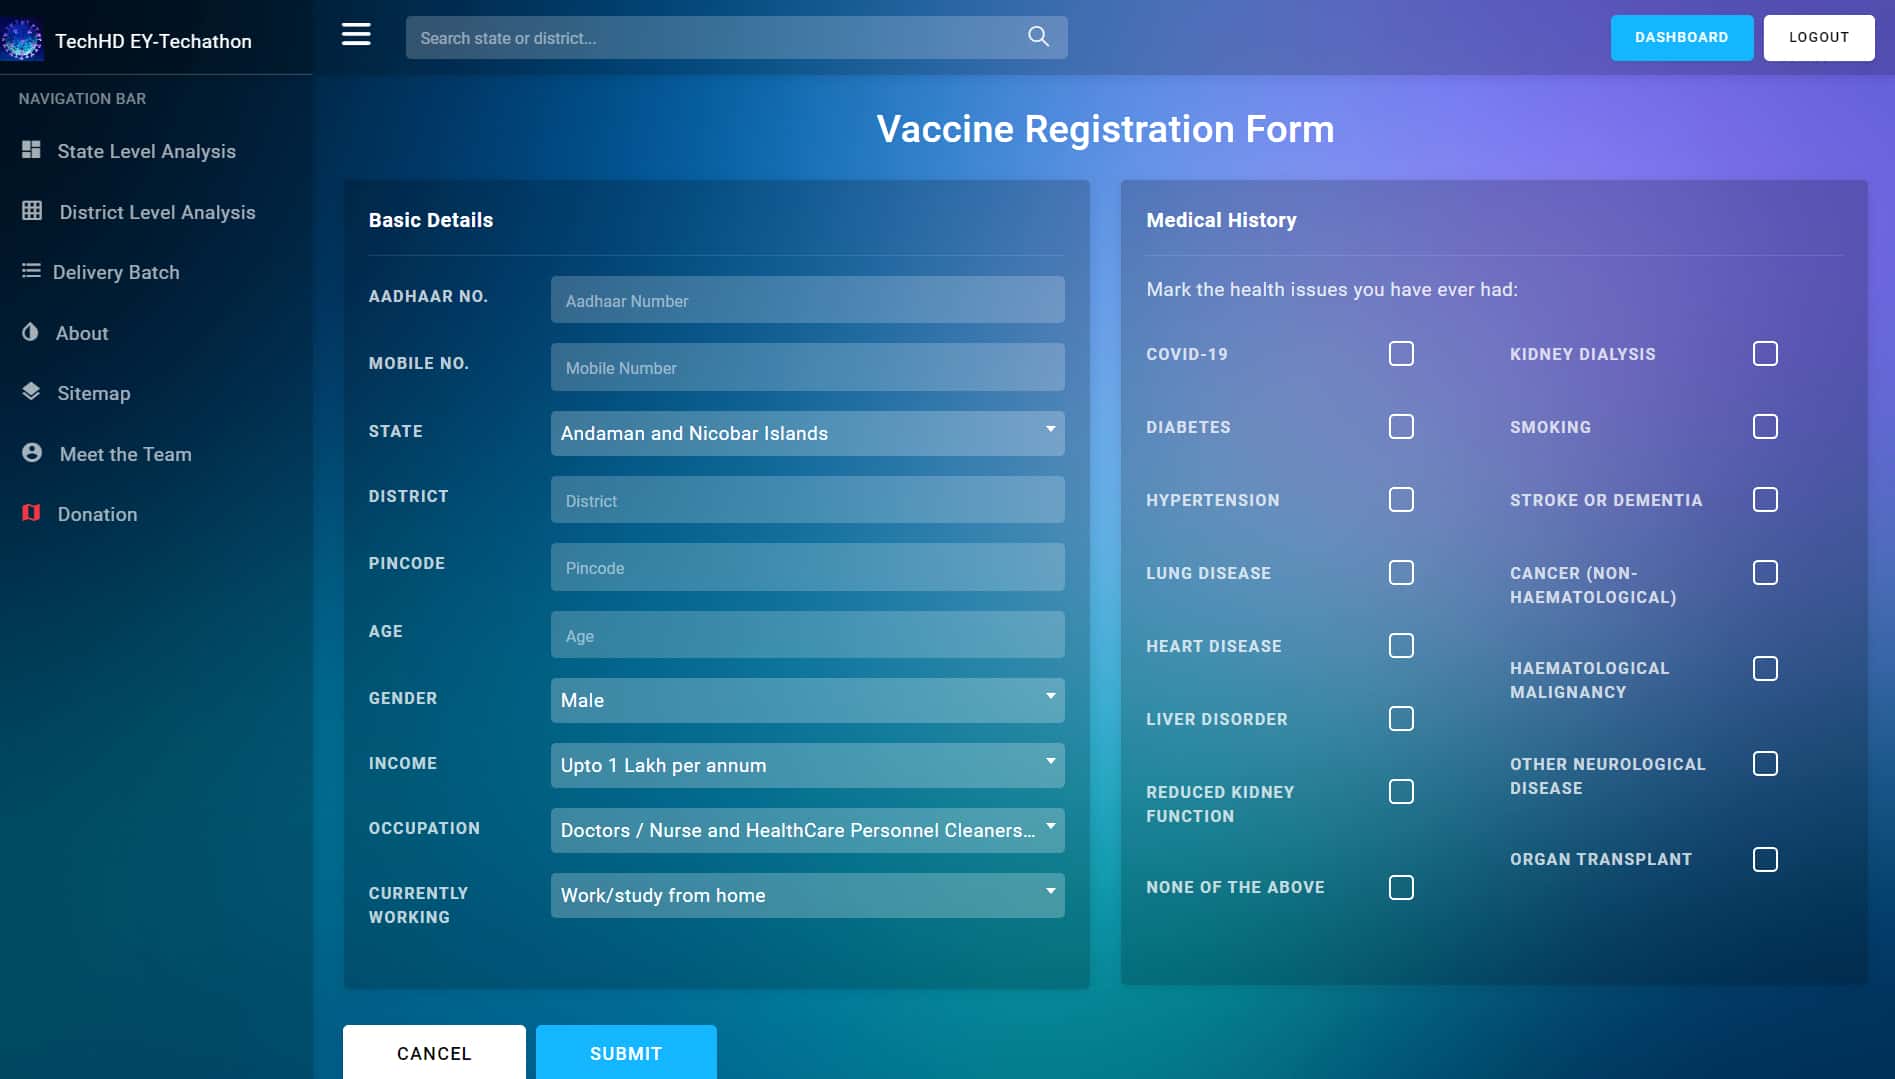 TechHD EY-Techathon
Search state or district...
DASHBOARD
LOGOUT
NAVIGATION BAR
State Level Analysis
District Level Analysis
Delivery Batch
About
Sitemap
Meet the Team
Donation
Vaccine Registration Form
Basic Details
AADHAAR NO.
Aadhaar Number
MOBILE NO.
Mobile Number
STATE
Andaman and Nicobar Islands
DISTRICT
District
PINCODE
Pincode
AGE
Age
GENDER
Male
INCOME
Upto 1 Lakh per annum
OCCUPATION
Doctors / Nurse and HealthCare Personnel Cleaners...
CURRENTLY
WORKING
Work/study from home
Medical History
Mark the health issues you have ever had:
COVID-19
DIABETES
HYPERTENSION
LUNG DISEASE
HEART DISEASE
LIVER DISORDER
REDUCED KIDNEY
FUNCTION
NONE OF THE ABOVE
KIDNEY DIALYSIS
SMOKING
STROKE OR DEMENTIA
CANCER (NON-
HAEMATOLOGICAL)
HAEMATOLOGICAL
MALIGNANCY
OTHER NEUROLOGICAL
DISEASE
ORGAN TRANSPLANT
CANCEL
SUBMIT